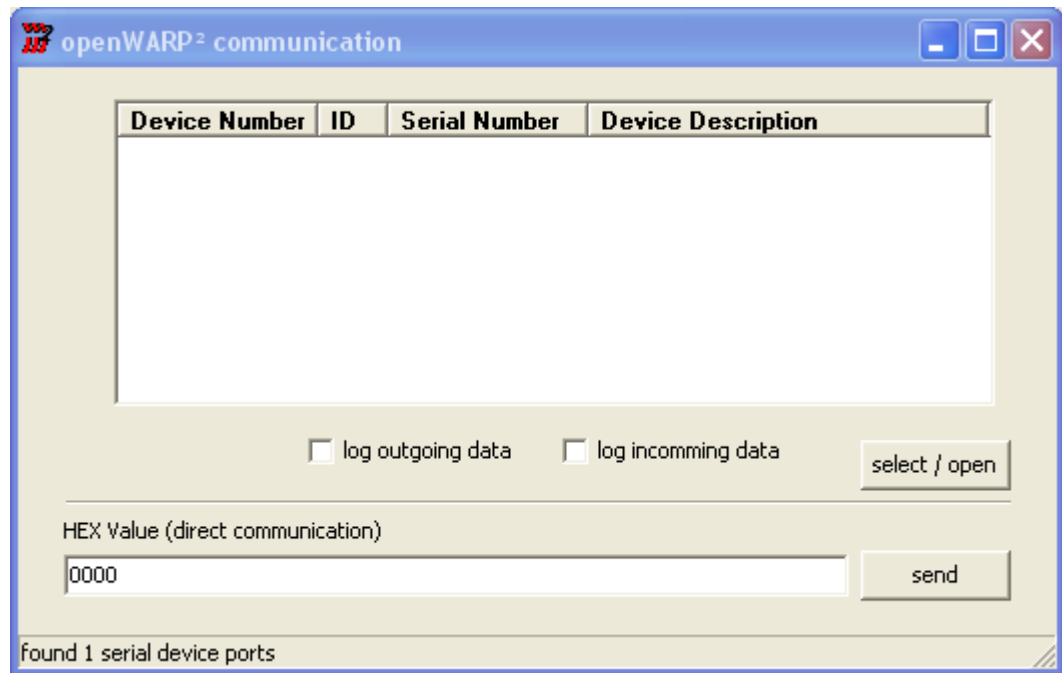 openWARP² communication
Device Number ID Serial Number Device Description
log outgoing data log incomming data select / open
HEX Value (direct communication)
0000 send
found 1 serial device ports